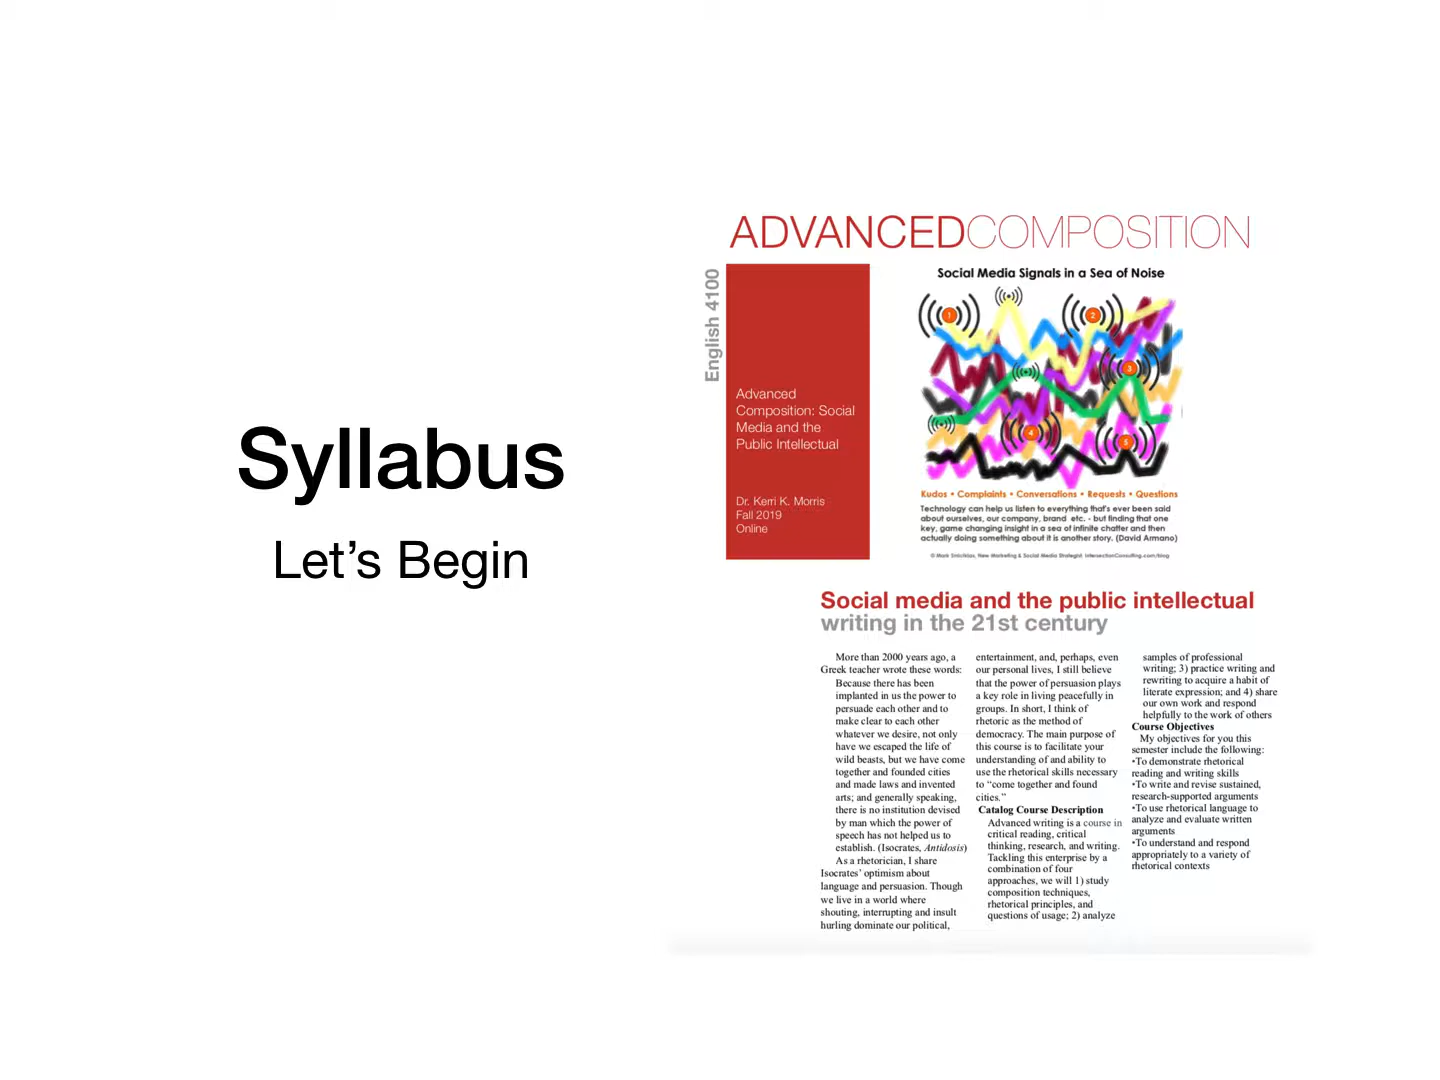 Syllabus
Let’s Begin
ADVANCEDCOMPOSITION
English 4100
Advanced
Composition: Social
Media and the
Public Intellectual
Dr. Kerri K. Morris
Fall 2019
Online
Social Media Signals in a Sea of Noise
1
2
3
4
5
Kudos • Complaints • Conversations • Requests • Questions
Technology can help us listen to everything that's ever been said
about ourselves, our company, brand etc. - but finding that one
key, game changing insight in a sea of infinite chatter and then
actually doing something about it is another story. (David Armano)
© Mark Smiciklas, New Marketing & Social Media Strategist, IntersectionConsulting.com/blog
Social media and the public intellectual
writing in the 21st century
More than 2000 years ago, a
Greek teacher wrote these words:
Because there has been
implanted in us the power to
persuade each other and to
make clear to each other
whatever we desire, not only
have we escaped the life of
wild beasts, but we have come
together and founded cities
and made laws and invented
arts; and generally speaking,
there is no institution devised
by man which the power of
speech has not helped us to
establish. (Isocrates, Antidosis)
As a rhetorician, I share
Isocrates’ optimism about
language and persuasion. Though
we live in a world where
shouting, interrupting and insult
hurling dominate our political,
entertainment, and, perhaps, even
our personal lives, I still believe
that the power of persuasion plays
a key role in living peacefully in
groups. In short, I think of
rhetoric as the method of
democracy. The main purpose of
this course is to facilitate your
understanding of and ability to
use the rhetorical skills necessary
to “come together and found
cities.”
Catalog Course Description
Advanced writing is a course in
critical reading, critical
thinking, research, and writing.
Tackling this enterprise by a
combination of four
approaches, we will 1) study
composition techniques,
rhetorical principles, and
questions of usage; 2) analyze
samples of professional
writing; 3) practice writing and
rewriting to acquire a habit of
literate expression; and 4) share
our own work and respond
helpfully to the work of others
Course Objectives
My objectives for you this
semester include the following:
•To demonstrate rhetorical
reading and writing skills
•To write and revise sustained,
research-supported arguments
•To use rhetorical language to
analyze and evaluate written
arguments
•To understand and respond
appropriately to a variety of
rhetorical contexts